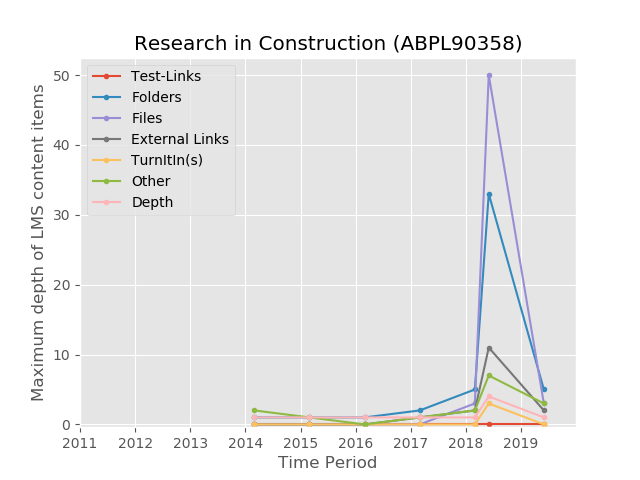 Research in Construction (ABPL90358)
Maximum depth of LMS content items
50
40
30
20
10
0
Test-Links
Folders
Files
External Links
TurnItIn(s)
Other
Depth
2011 2012 2013 2014 2015 2016 2017 2018 2019
Time Period